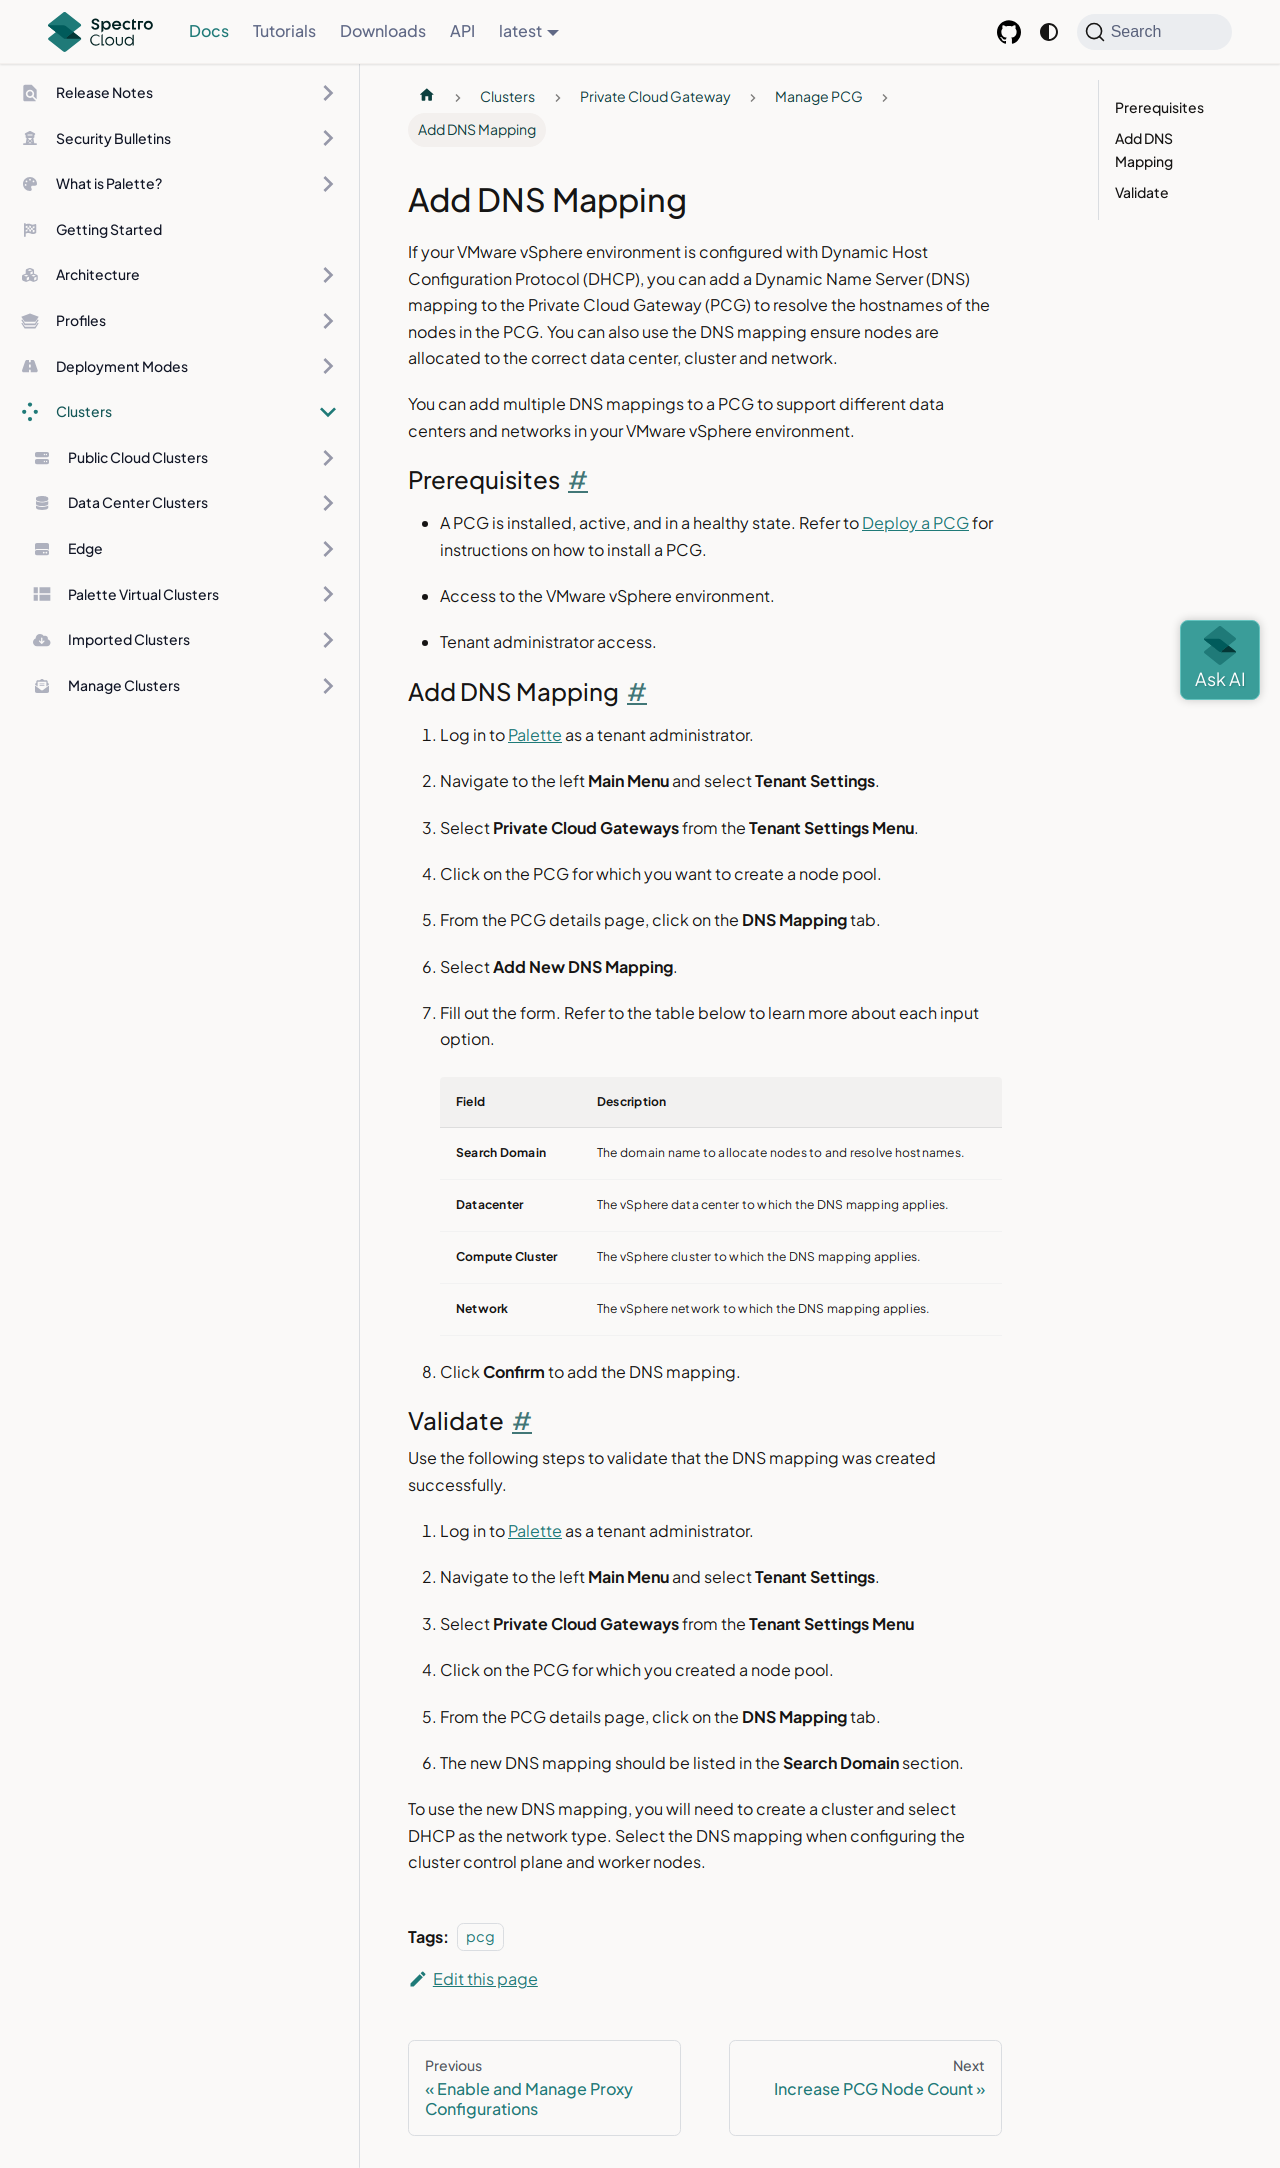 Spectro Cloud
Docs
Tutorials
Downloads
API
latest
Search
Release Notes
Security Bulletins
What is Palette?
Getting Started
Architecture
Profiles
Deployment Modes
Clusters
Public Cloud Clusters
Data Center Clusters
Edge
Palette Virtual Clusters
Imported Clusters
Manage Clusters
Clusters
Private Cloud Gateway
Manage PCG
Add DNS Mapping
Add DNS Mapping
If your VMware vSphere environment is configured with Dynamic Host
Configuration Protocol (DHCP), you can add a Dynamic Name Server (DNS)
mapping to the Private Cloud Gateway (PCG) to resolve the hostnames of the
nodes in the PCG. You can also use the DNS mapping ensure nodes are
allocated to the correct data center, cluster and network.
You can add multiple DNS mappings to a PCG to support different data
centers and networks in your VMware vSphere environment.
Prerequisites #
A PCG is installed, active, and in a healthy state. Refer to Deploy a PCG for
instructions on how to install a PCG.
Access to the VMware vSphere environment.
Tenant administrator access.
Add DNS Mapping #
1. Log in to Palette as a tenant administrator.
2. Navigate to the left Main Menu and select Tenant Settings.
3. Select Private Cloud Gateways from the Tenant Settings Menu.
4. Click on the PCG for which you want to create a node pool.
5. From the PCG details page, click on the DNS Mapping tab.
6. Select Add New DNS Mapping.
7. Fill out the form. Refer to the table below to learn more about each input
option.
Field Description
Search Domain The domain name to allocate nodes to and resolve hostnames.
Datacenter The vSphere data center to which the DNS mapping applies.
Compute Cluster The vSphere cluster to which the DNS mapping applies.
Network The vSphere network to which the DNS mapping applies.
8. Click Confirm to add the DNS mapping.
Validate #
Use the following steps to validate that the DNS mapping was created
successfully.
1. Log in to Palette as a tenant administrator.
2. Navigate to the left Main Menu and select Tenant Settings.
3. Select Private Cloud Gateways from the Tenant Settings Menu
4. Click on the PCG for which you created a node pool.
5. From the PCG details page, click on the DNS Mapping tab.
6. The new DNS mapping should be listed in the Search Domain section.
To use the new DNS mapping, you will need to create a cluster and select
DHCP as the network type. Select the DNS mapping when configuring the
cluster control plane and worker nodes.
Tags: pcg
Edit this page
Previous
« Enable and Manage Proxy
Configurations
Next
Increase PCG Node Count »
Prerequisites
Add DNS
Mapping
Validate
Ask AI